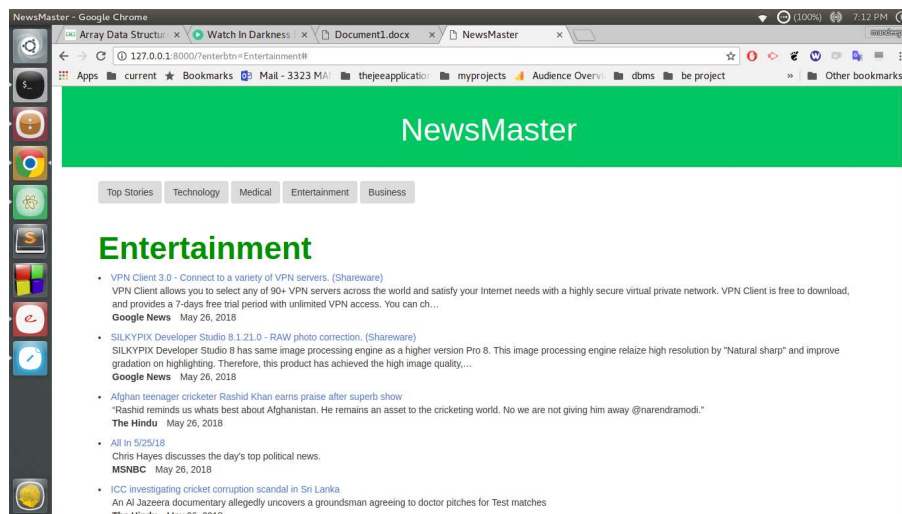 NewsMaster - Google Chrome
(100%) 7:12 PM
Array Data Structur × Watch In Darkness × Document1.docx × NewsMaster ×
127.0.0.1:8000/?enterbtn=Entertainment#
Apps current Bookmarks Mail - 3323 MA thejeeapplication myprojects Audience Overvi dbms be project » Other bookmarks
NewsMaster
Top Stories Technology Medical Entertainment Business
Entertainment
• VPN Client 3.0 - Connect to a variety of VPN servers. (Shareware)
VPN Client allows you to select any of 90+ VPN servers across the world and satisfy your Internet needs with a highly secure virtual private network. VPN Client is free to download,
and provides a 7-days free trial period with unlimited VPN access. You can ch…
Google News May 26, 2018
• SILKYPIX Developer Studio 8.1.21.0 - RAW photo correction. (Shareware)
SILKYPIX Developer Studio 8 has same image processing engine as a higher version Pro 8. This image processing engine relaize high resolution by "Natural sharp" and improve
gradation on highlighting. Therefore, this product has achieved the high image quality,…
Google News May 26, 2018
• Afghan teenager cricketer Rashid Khan earns praise after superb show
“Rashid reminds us whats best about Afghanistan. He remains an asset to the cricketing world. No we are not giving him away @narendramodi.”
The Hindu May 26, 2018
• All In 5/25/18
Chris Hayes discusses the day's top political news.
MSNBC May 26, 2018
• ICC investigating cricket corruption scandal in Sri Lanka
An Al Jazeera documentary allegedly uncovers a groundsman agreeing to doctor pitches for Test matches
The Hindu May 26, 2018